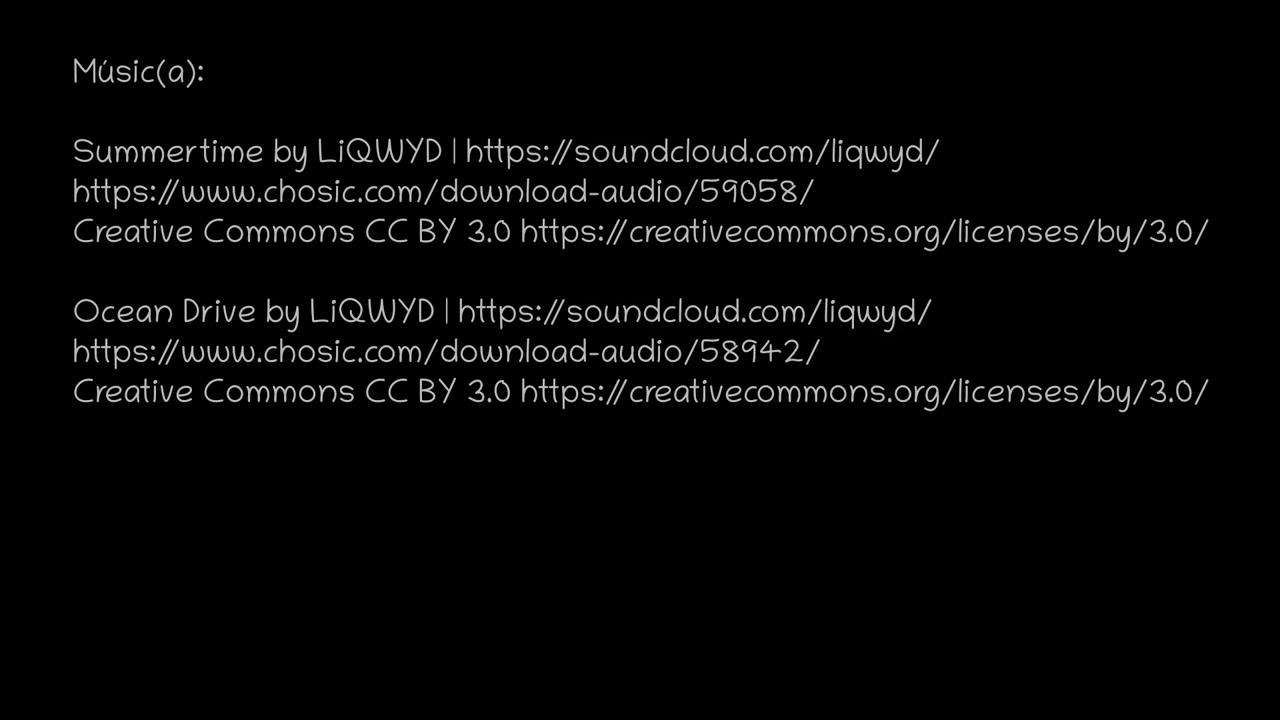 Músic(a):
Summertime by LiQWYD | https://soundcloud.com/liqwyd/
https://www.chosic.com/download-audio/59058/
Creative Commons CC BY 3.0 https://creativecommons.org/licenses/by/3.0/
Ocean Drive by LiQWYD | https://soundcloud.com/liqwyd/
https://www.chosic.com/download-audio/58942/
Creative Commons CC BY 3.0 https://creativecommons.org/licenses/by/3.0/